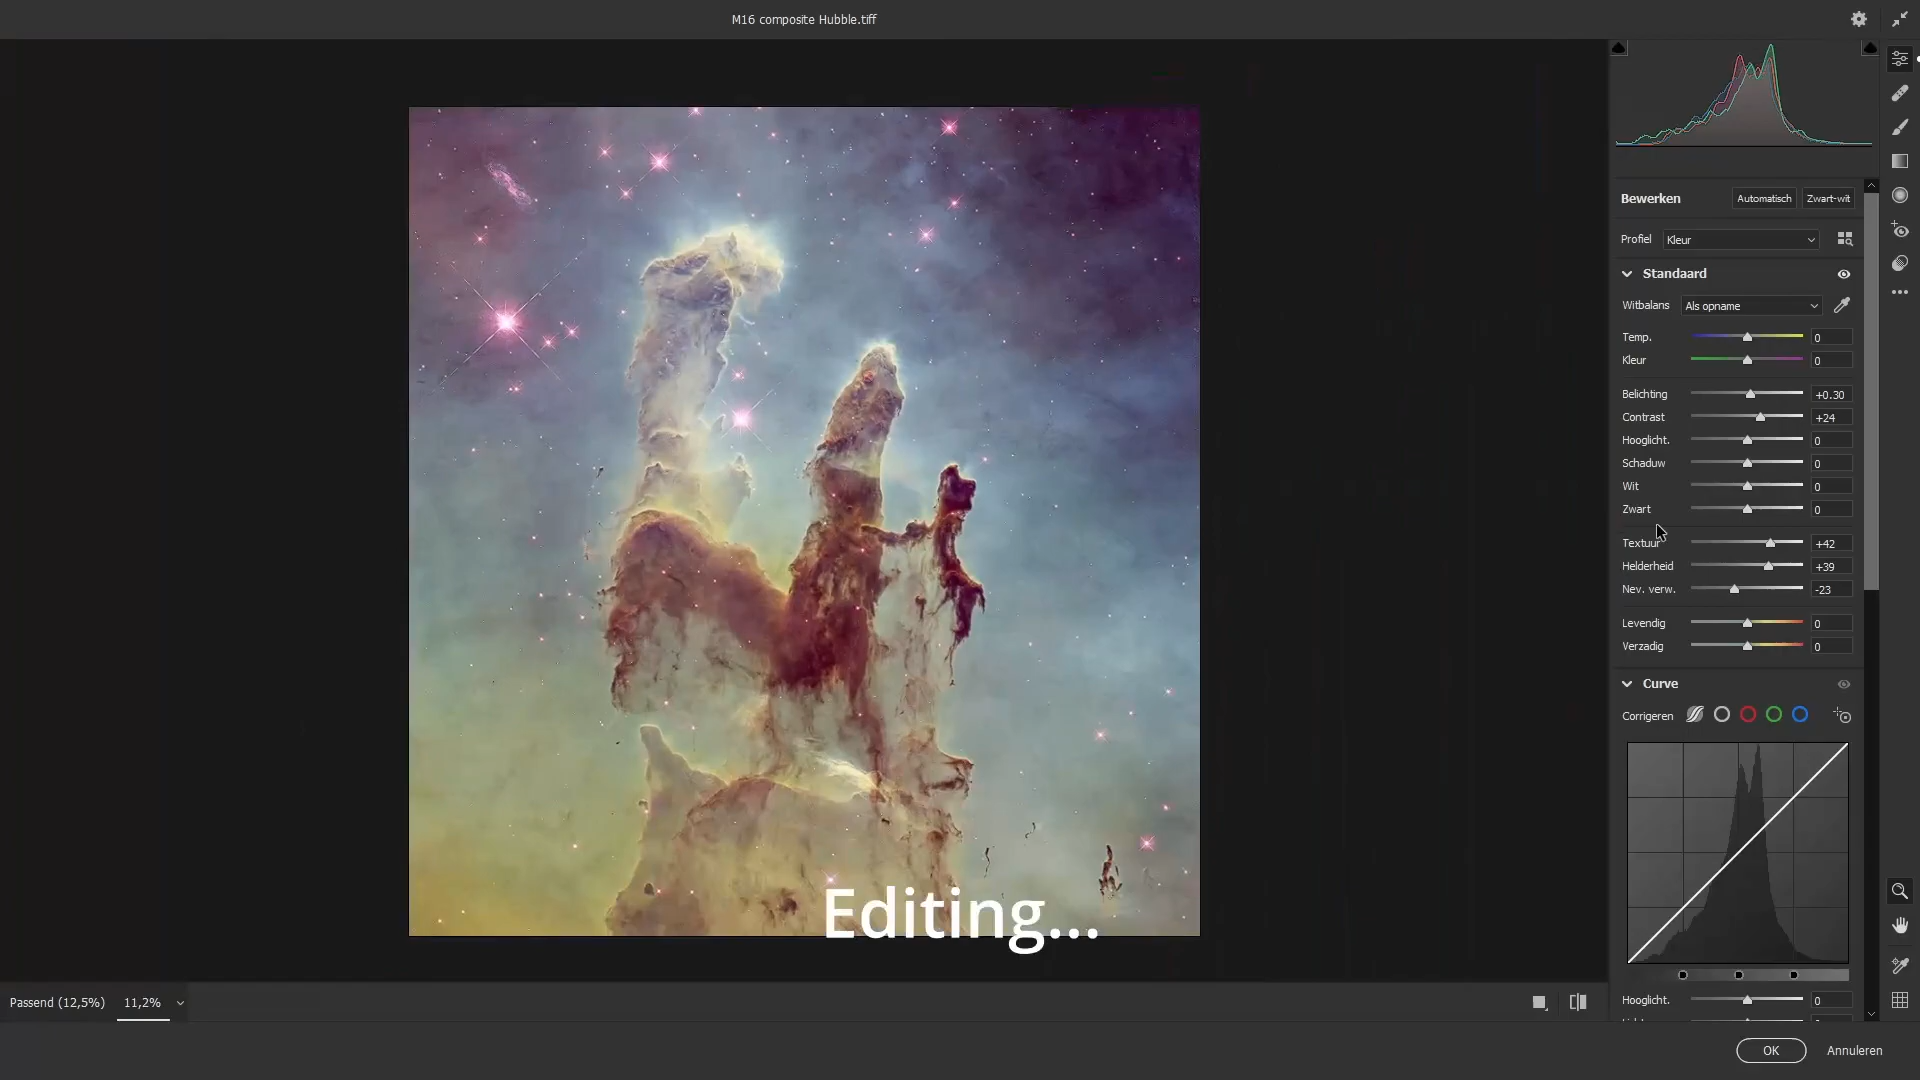 M16 composite Hubble.tiff
Bewerken
Automatisch
Zwart-wit
Profiel
Kleur
Standaard
Witbalans
Als opname
Temp.
0
Kleur
0
Belichting
+0.30
Contrast
+24
Hooglicht.
0
Schaduw
0
Wit
0
Zwart
0
Textuur
+42
Helderheid
+39
Nev. verw.
-23
Levendig
0
Verzadig
0
Curve
Corrigeren
Editing...
Hooglicht.
0
Passend (12,5%)
11,2%
OK
Annuleren